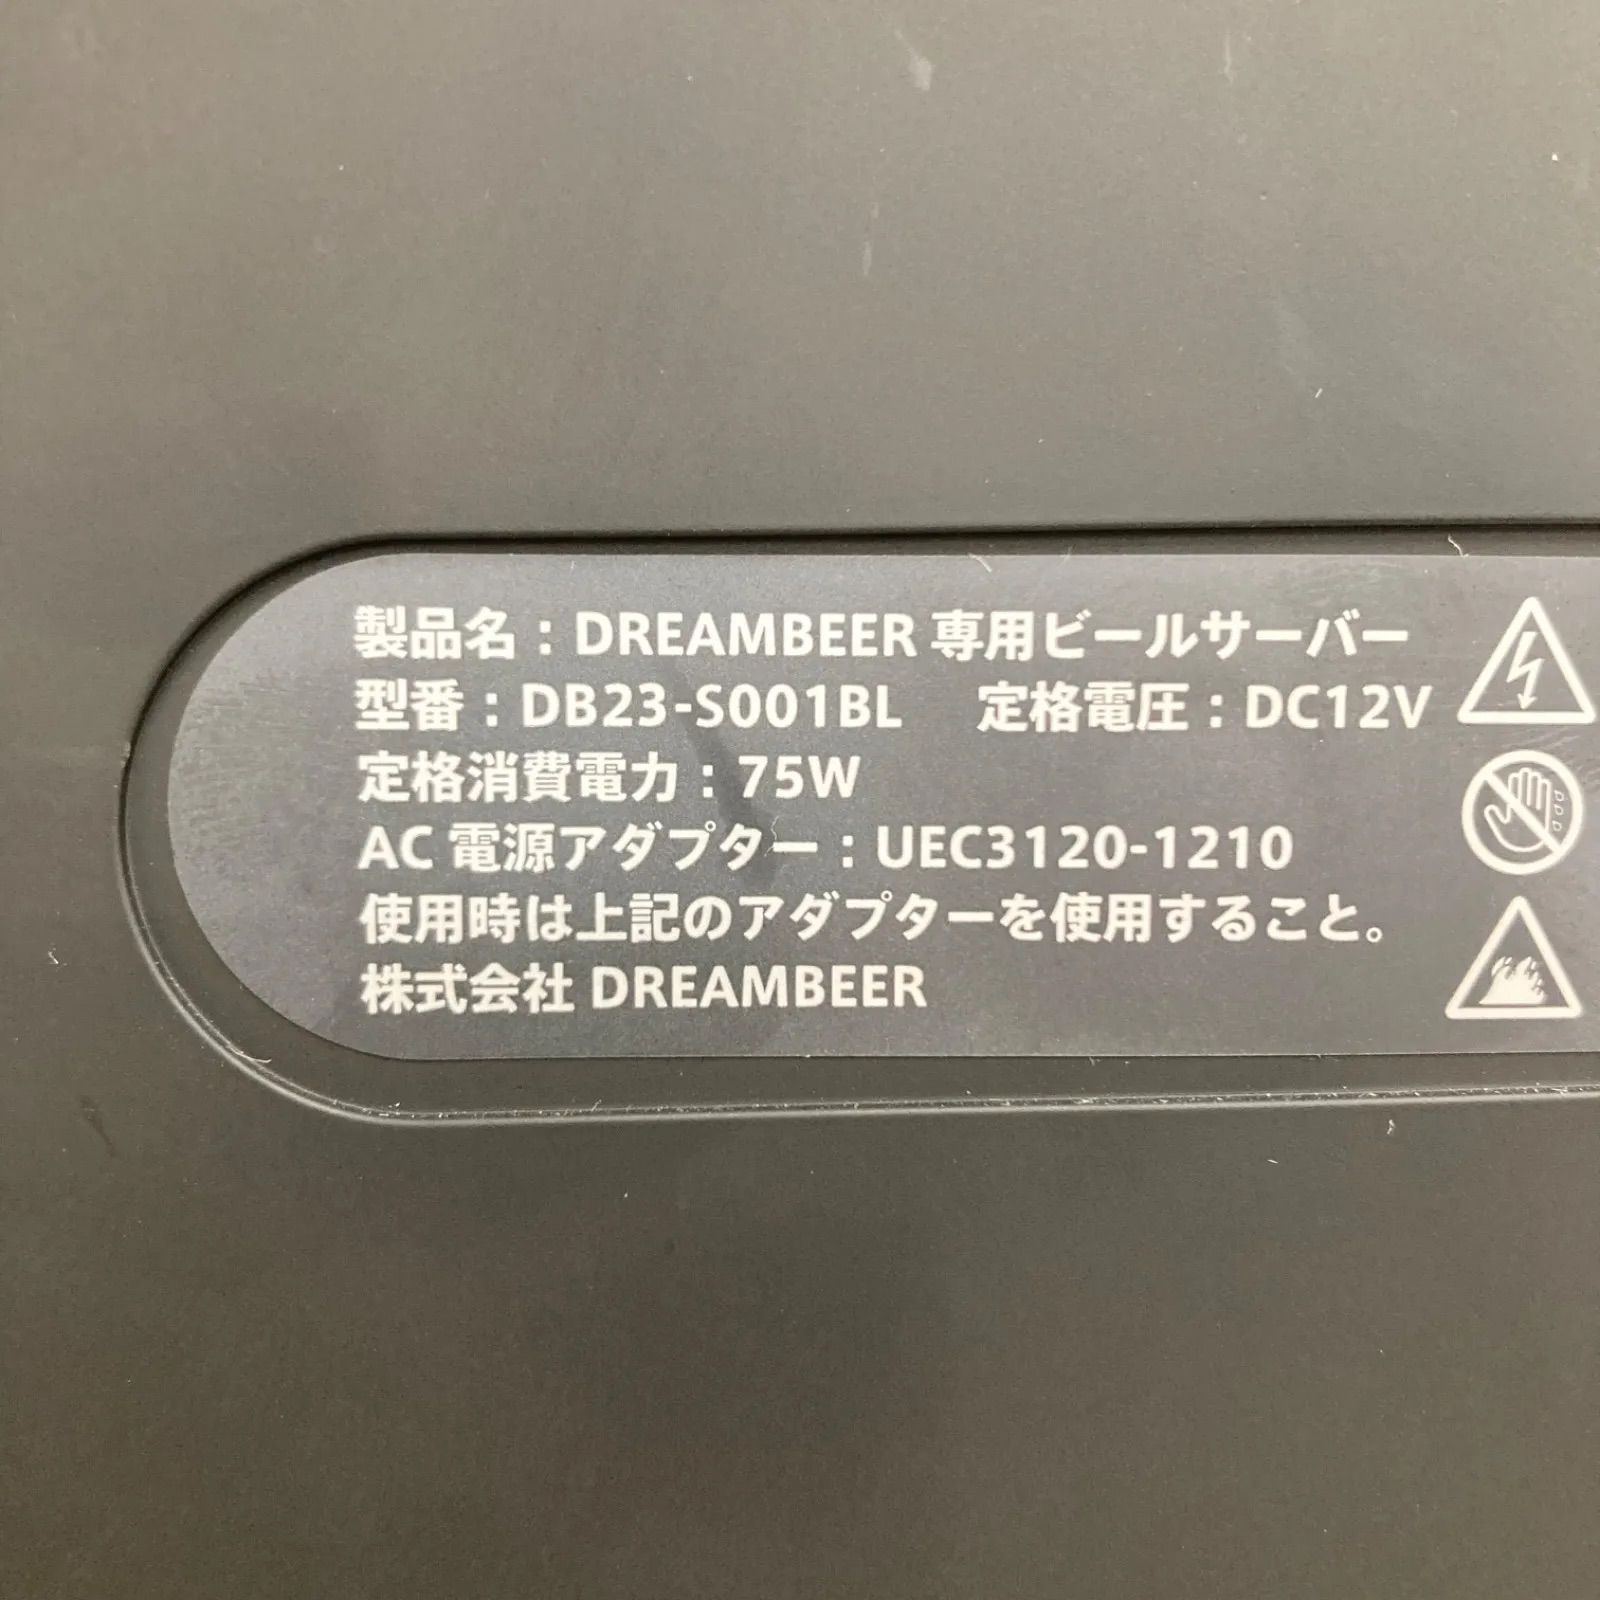 製品名：DREAMBEER 専用ビールサーバー
型番：DB23-S001BL　定格電圧：DC12V
定格消費電力：75W
AC 電源アダプター：UEC3120-1210
使用時は上記のアダプターを使用すること。
株式会社 DREAMBEER